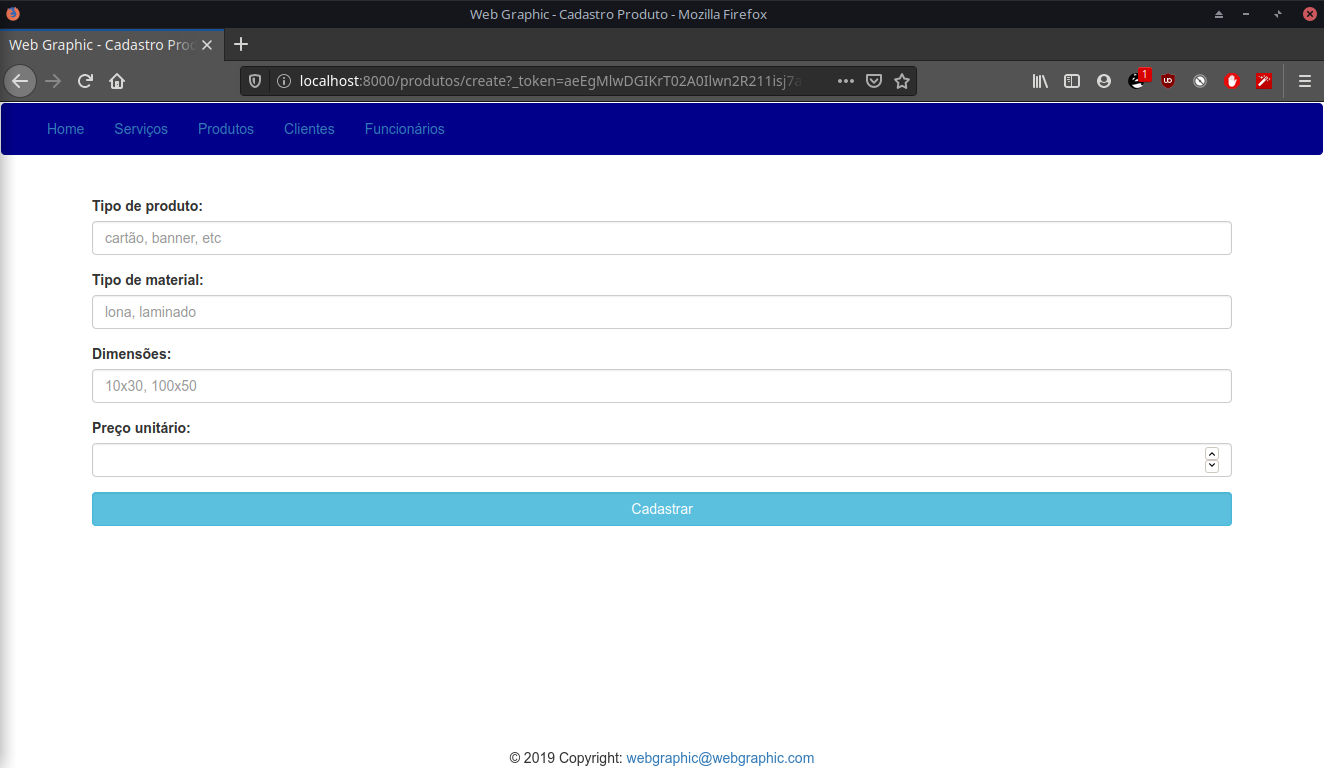 Web Graphic - Cadastro Produto - Mozilla Firefox
Web Graphic - Cadastro Pro
localhost:8000/produtos/create?_token=aeEgMlwDGIKrT02A0Ilwn2R211isj7a
1
UD
Home Serviços Produtos Clientes Funcionários
Tipo de produto:
cartão, banner, etc
Tipo de material:
lona, laminado
Dimensões:
10x30, 100x50
Preço unitário:
Cadastrar
© 2019 Copyright: webgraphic@webgraphic.com